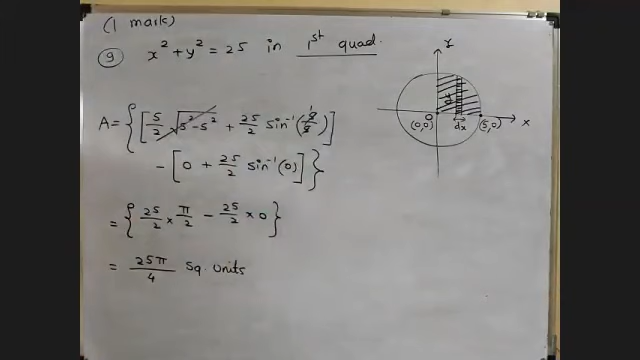 (1 mark)
9 x² + y² = 25 in 1st quad.
A = { [ 5/2 √5² - 5² + 25/2 sin⁻¹ (5/5) ]
- [ 0 + 25/2 sin⁻¹ (0) ] }
= { 25/2 × π/2 - 25/2 × 0 }
= 25π/4 Sq. units
Y
y
O
(0,0)
dx
(5,0)
X